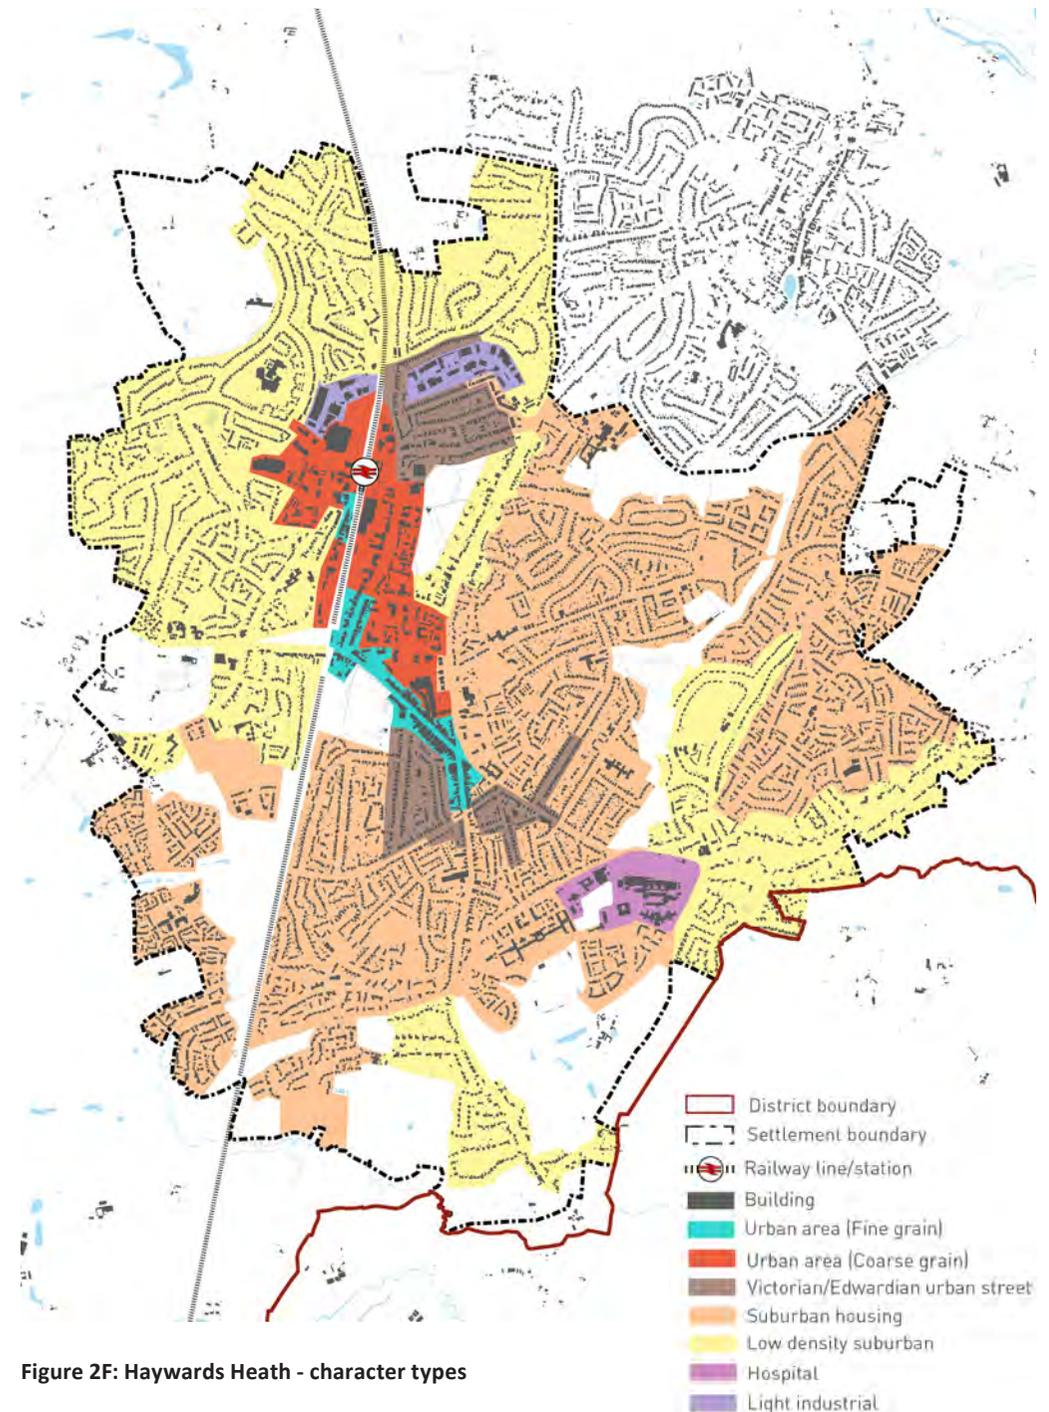 District boundary
Settlement boundary
Railway line/station
Building
Urban area (Fine grain)
Urban area (Coarse grain)
Victorian/Edwardian urban street
Suburban housing
Low density suburban
Hospital
Light industrial
Figure 2F: Haywards Heath - character types